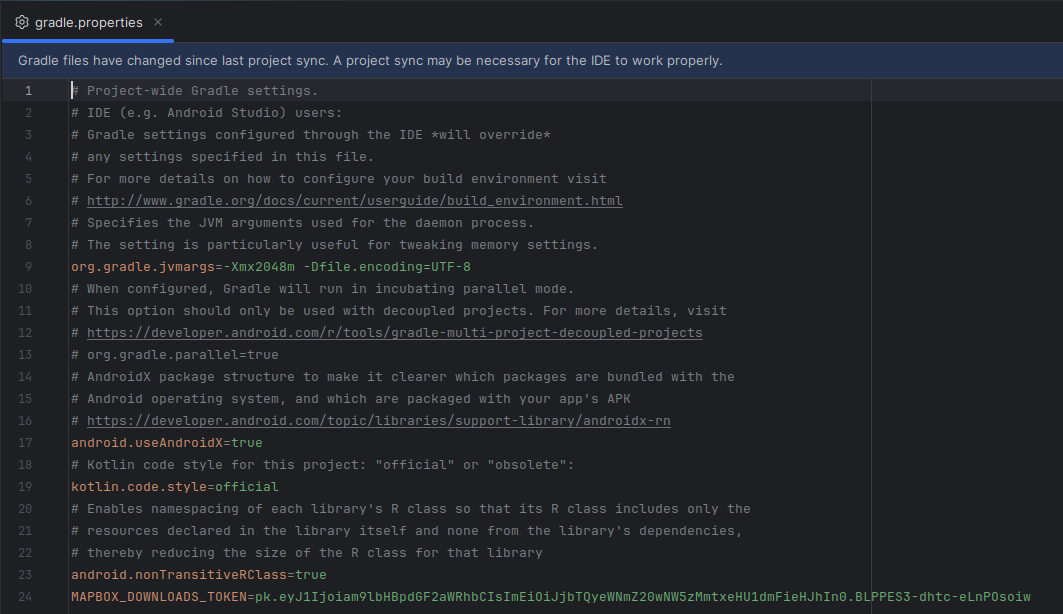 gradle.properties
Gradle files have changed since last project sync. A project sync may be necessary for the IDE to work properly.
1 # Project-wide Gradle settings.
2 # IDE (e.g. Android Studio) users:
3 # Gradle settings configured through the IDE *will override*
4 # any settings specified in this file.
5 # For more details on how to configure your build environment visit
6 # http://www.gradle.org/docs/current/userguide/build_environment.html
7 # Specifies the JVM arguments used for the daemon process.
8 # The setting is particularly useful for tweaking memory settings.
9 org.gradle.jvmargs=-Xmx2048m -Dfile.encoding=UTF-8
10 # When configured, Gradle will run in incubating parallel mode.
11 # This option should only be used with decoupled projects. For more details, visit
12 # https://developer.android.com/r/tools/gradle-multi-project-decoupled-projects
13 # org.gradle.parallel=true
14 # AndroidX package structure to make it clearer which packages are bundled with the
15 # Android operating system, and which are packaged with your app's APK
16 # https://developer.android.com/topic/libraries/support-library/androidx-rn
17 android.useAndroidX=true
18 # Kotlin code style for this project: "official" or "obsolete":
19 kotlin.code.style=official
20 # Enables namespacing of each library's R class so that its R class includes only the
21 # resources declared in the library itself and none from the library's dependencies,
22 # thereby reducing the size of the R class for that library
23 android.nonTransitiveRClass=true
24 MAPBOX_DOWNLOADS_TOKEN=pk.eyJ1Ijoiam9lbHBpdGF2aWRhbCIsImEiOiJjbTQyeWNmZ20wNW5zMmtxeHU1dmFieHJhIn0.BLPPES3-dhtc-eLnPOsoiw